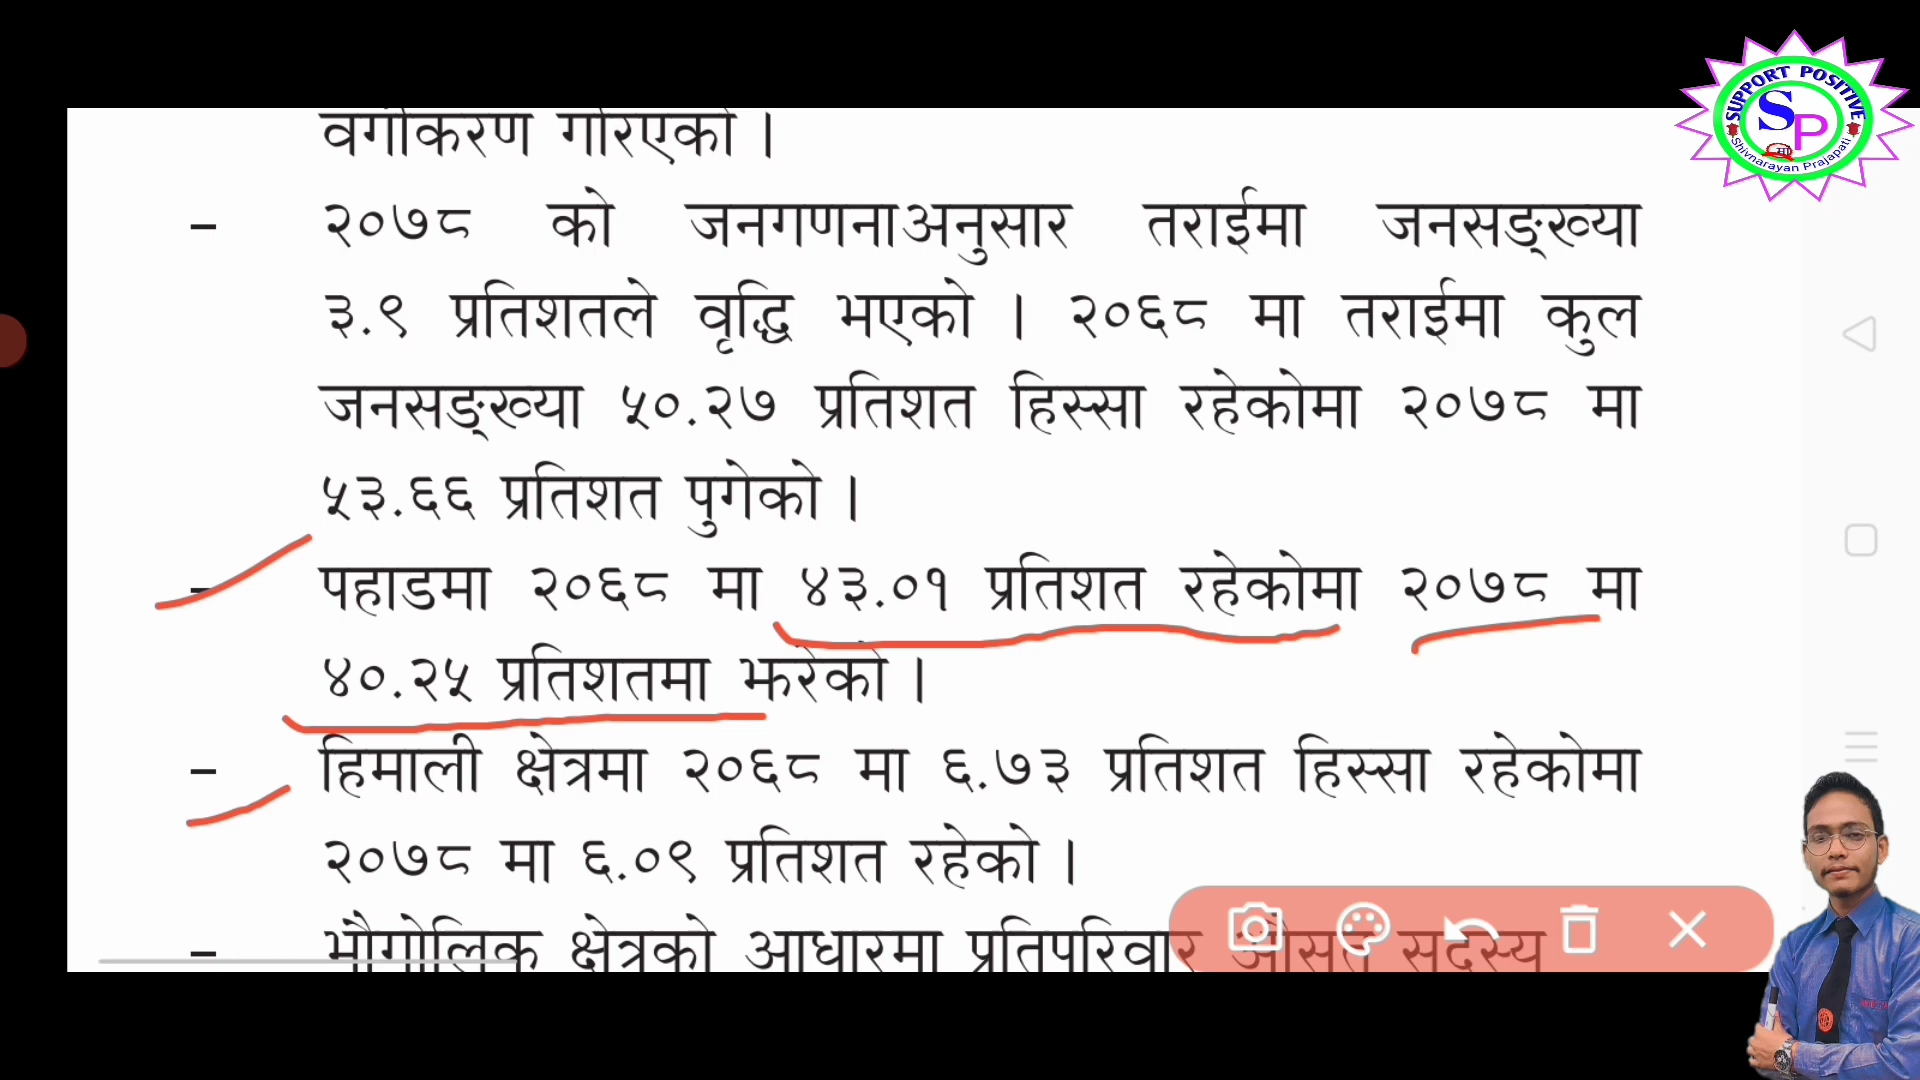 वर्गीकरण गरिएको ।
– २०७८ को जनगणनाअनुसार तराईमा जनसङ्ख्या
३.९ प्रतिशतले वृद्धि भएको । २०६८ मा तराईमा कुल
जनसङ्ख्या ५०.२७ प्रतिशत हिस्सा रहेकोमा २०७८ मा
५३.६६ प्रतिशत पुगेको ।
– पहाडमा २०६८ मा ४३.०१ प्रतिशत रहेकोमा २०७८ मा
४०.२५ प्रतिशतमा झरेको ।
– हिमाली क्षेत्रमा २०६८ मा ६.७३ प्रतिशत हिस्सा रहेकोमा
२०७८ मा ६.०९ प्रतिशत रहेको ।
– भौगोलिक क्षेत्रको आधारमा प्रतिपरिवार औसत सदस्य
SUPPORT POSITIVE
SP
Shivnarayan Prajapati